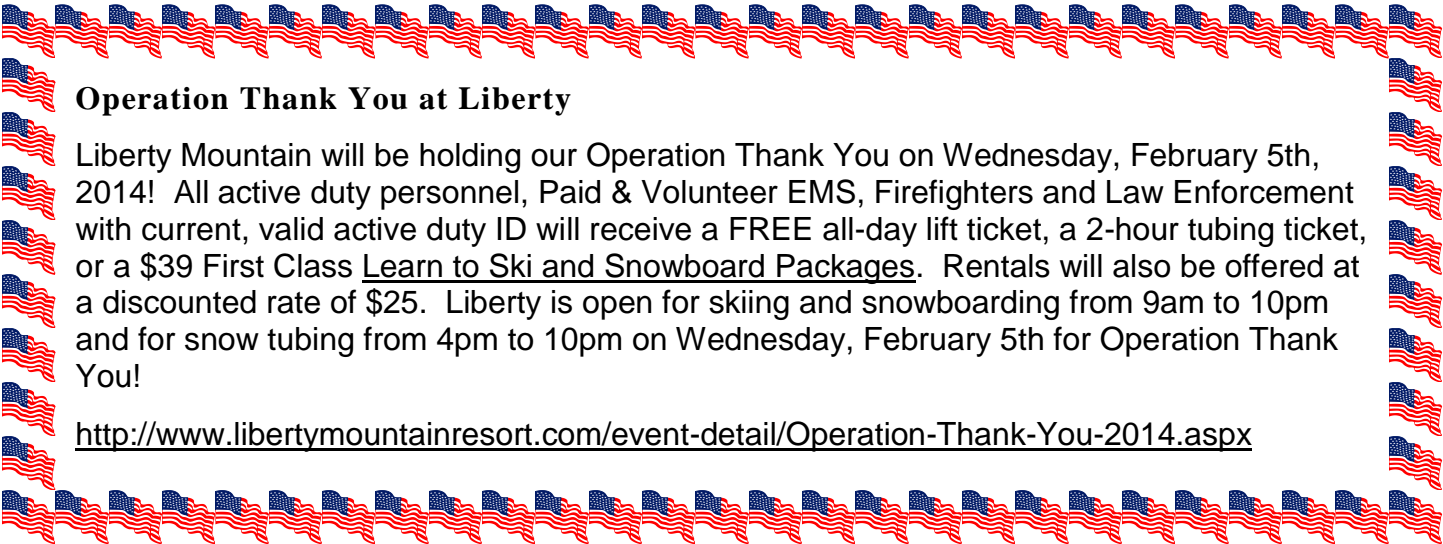 Operation Thank You at Liberty
Liberty Mountain will be holding our Operation Thank You on Wednesday, February 5th,
2014!  All active duty personnel, Paid & Volunteer EMS, Firefighters and Law Enforcement
with current, valid active duty ID will receive a FREE all-day lift ticket, a 2-hour tubing ticket,
or a $39 First Class Learn to Ski and Snowboard Packages.  Rentals will also be offered at
a discounted rate of $25.  Liberty is open for skiing and snowboarding from 9am to 10pm
and for snow tubing from 4pm to 10pm on Wednesday, February 5th for Operation Thank
You!
http://www.libertymountainresort.com/event-detail/Operation-Thank-You-2014.aspx